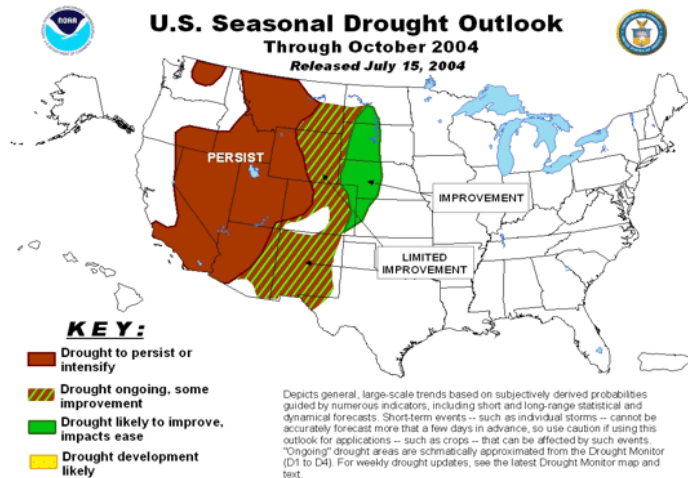 U.S. Seasonal Drought Outlook
Through October 2004
Released July 15, 2004
NOAA
PERSIST
IMPROVEMENT
LIMITED
IMPROVEMENT
KEY:
Drought to persist or
intensify
Drought ongoing, some
improvement
Drought likely to improve,
impacts ease
Drought development
likely
Depicts general, large-scale trends based on subjectively derived probabilities
guided by numerous indicators, including short and long-range statistical and
dynamical forecasts. Short-term events -- such as individual storms -- cannot be
accurately forecast more that a few days in advance, so use caution if using this
outlook for applications -- such as crops -- that can be affected by such events.
"Ongoing" drought areas are schmatically approximated from the Drought Monitor
(D1 to D4). For weekly drought updates, see the latest Drought Monitor map and
text.